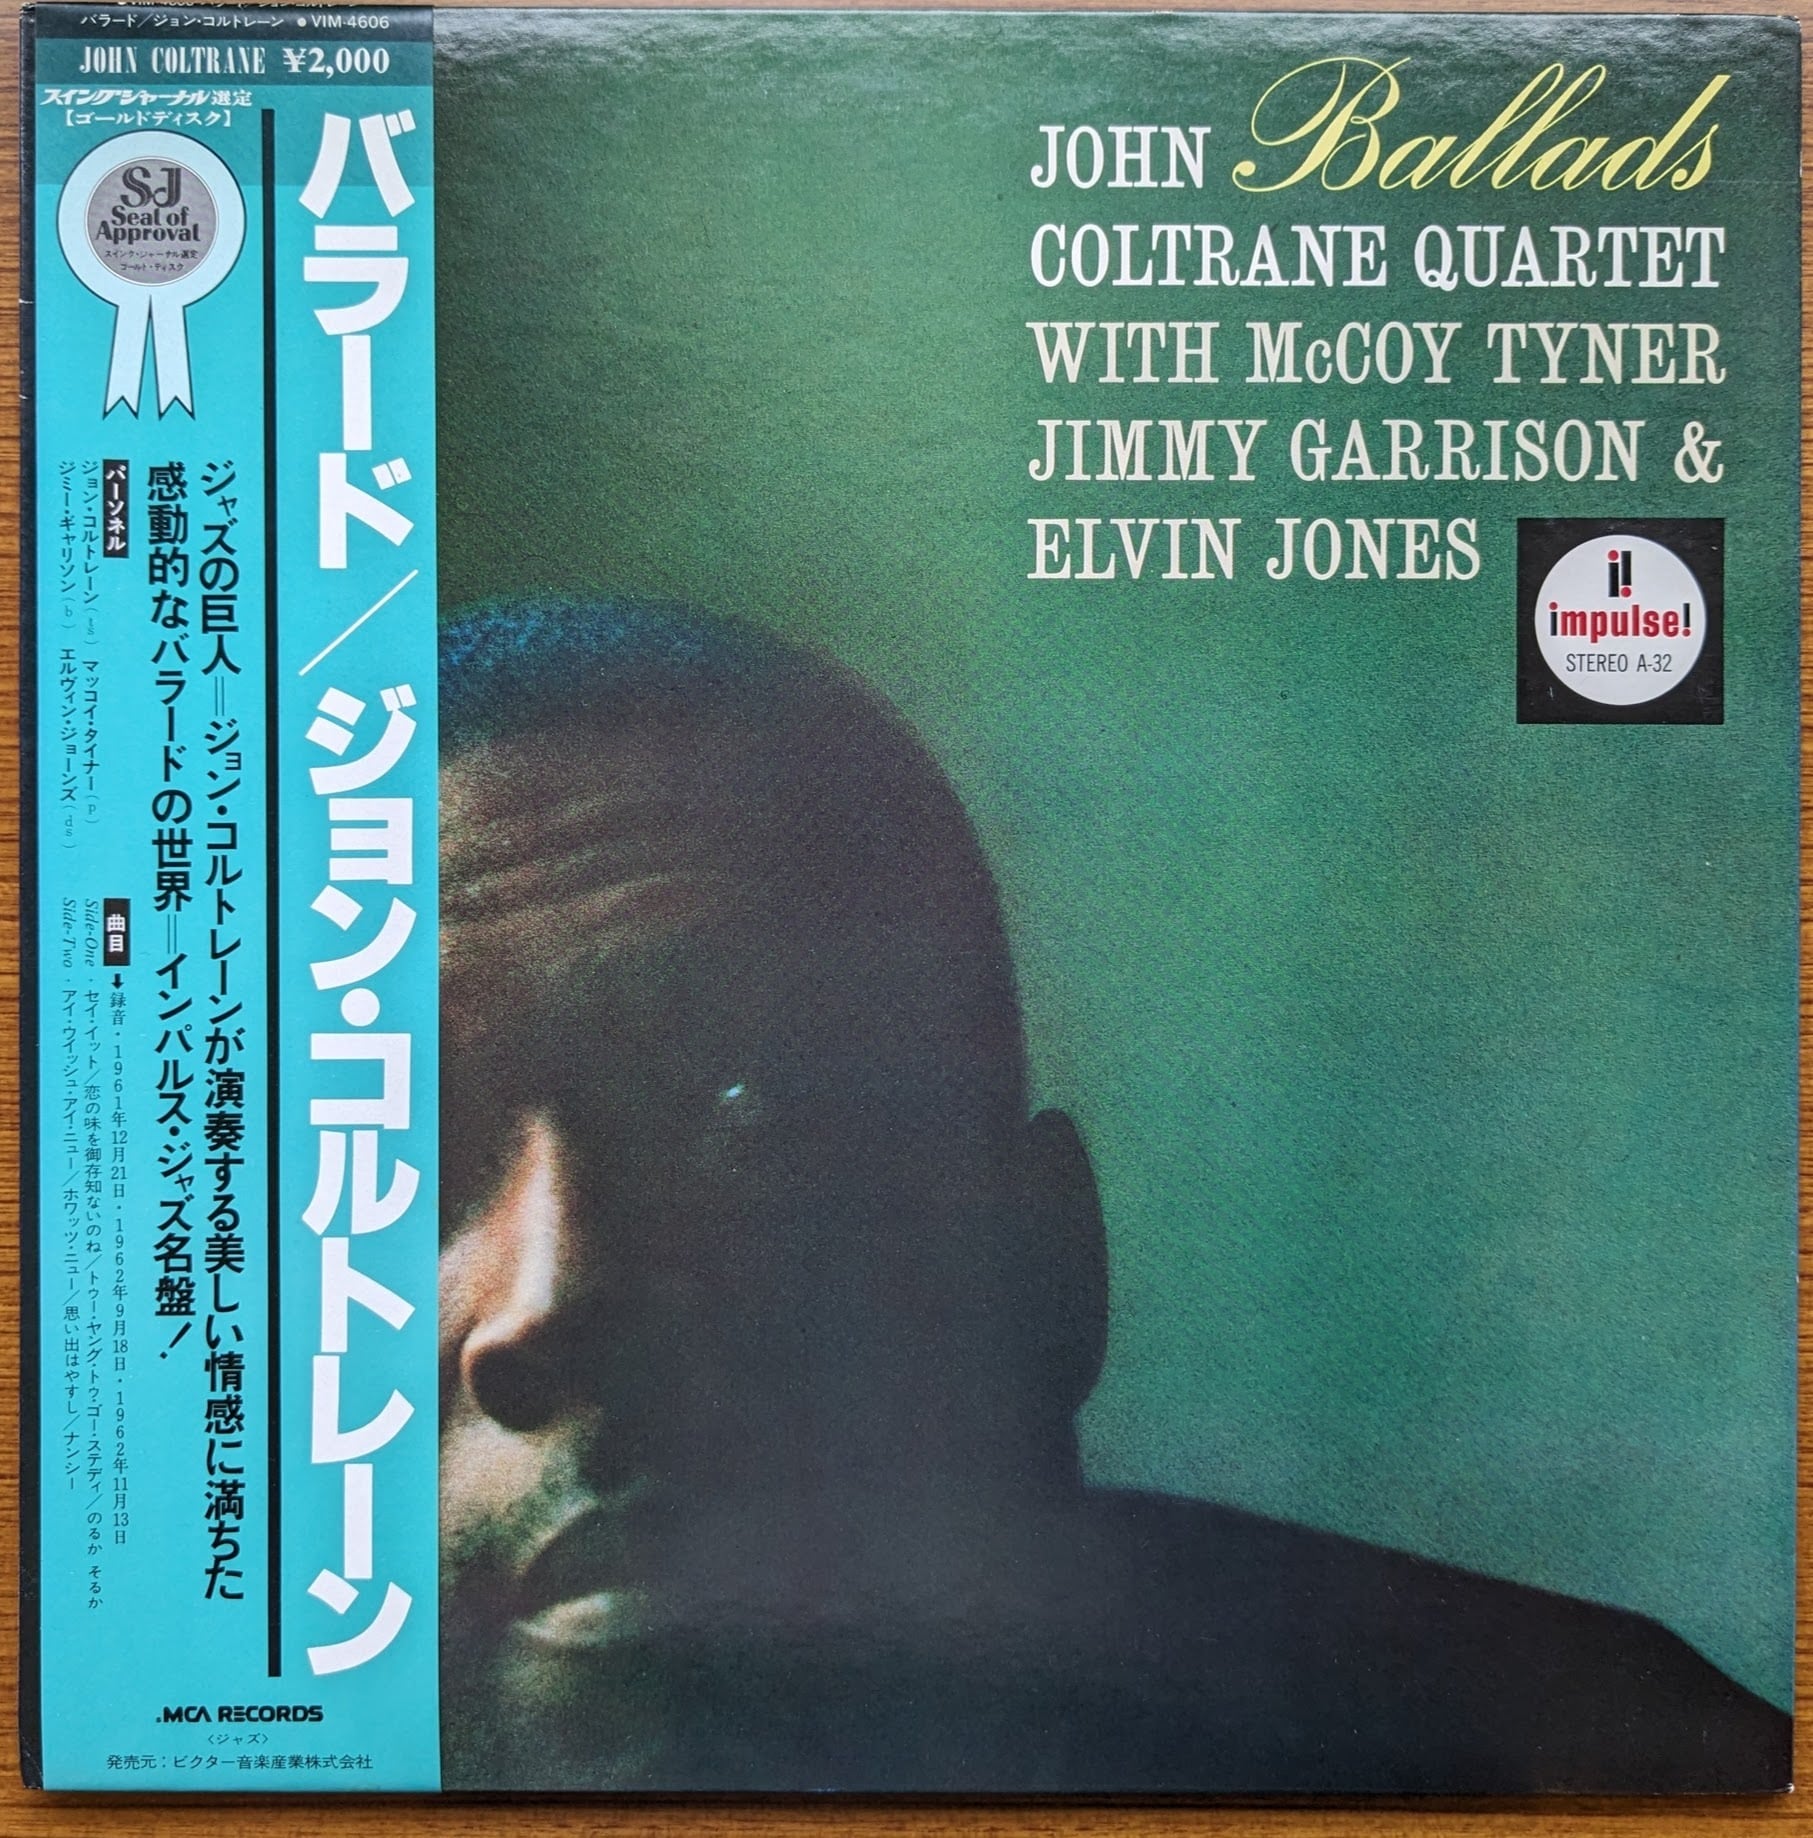 バラード／ジョン・コルトレーン ● VIM-4606
JOHN COLTRANE ¥2,000
スイングジャーナル選定
【ゴールドディスク】
SJ
Seal of
Approval
スイング・ジャーナル選定
ゴールド・ディスク
バラード／ジョン・コルトレーン
ジャズの巨人＝ジョン・コルトレーンが演奏する美しい情感に満ちた
感動的なバラードの世界＝インパルス・ジャズ名盤！
パーソネル
ジョン・コルトレーン(ts) マッコイ・タイナー(p)
ジミー・ギャリソン(b) エルヴィン・ジョーンズ(ds)
曲目 ➡録音・1961年12月21日・1962年9月18日・1962年11月13日
Side-One・セイ・イット／恋の味を御存知ないのね／トゥー・ヤング・トゥ・ゴー・ステディ／のるか そるか
Side-Two・アイ・ウイッシュ・アイ・ニュー／ホワッツ・ニュー／思い出はやすし／ナンシー
.MCA RECORDS
〈ジャズ〉
発売元：ビクター音楽産業株式会社
JOHN Ballads
COLTRANE QUARTET
WITH McCOY TYNER
JIMMY GARRISON &
ELVIN JONES
i!
impulse!
STEREO A-32